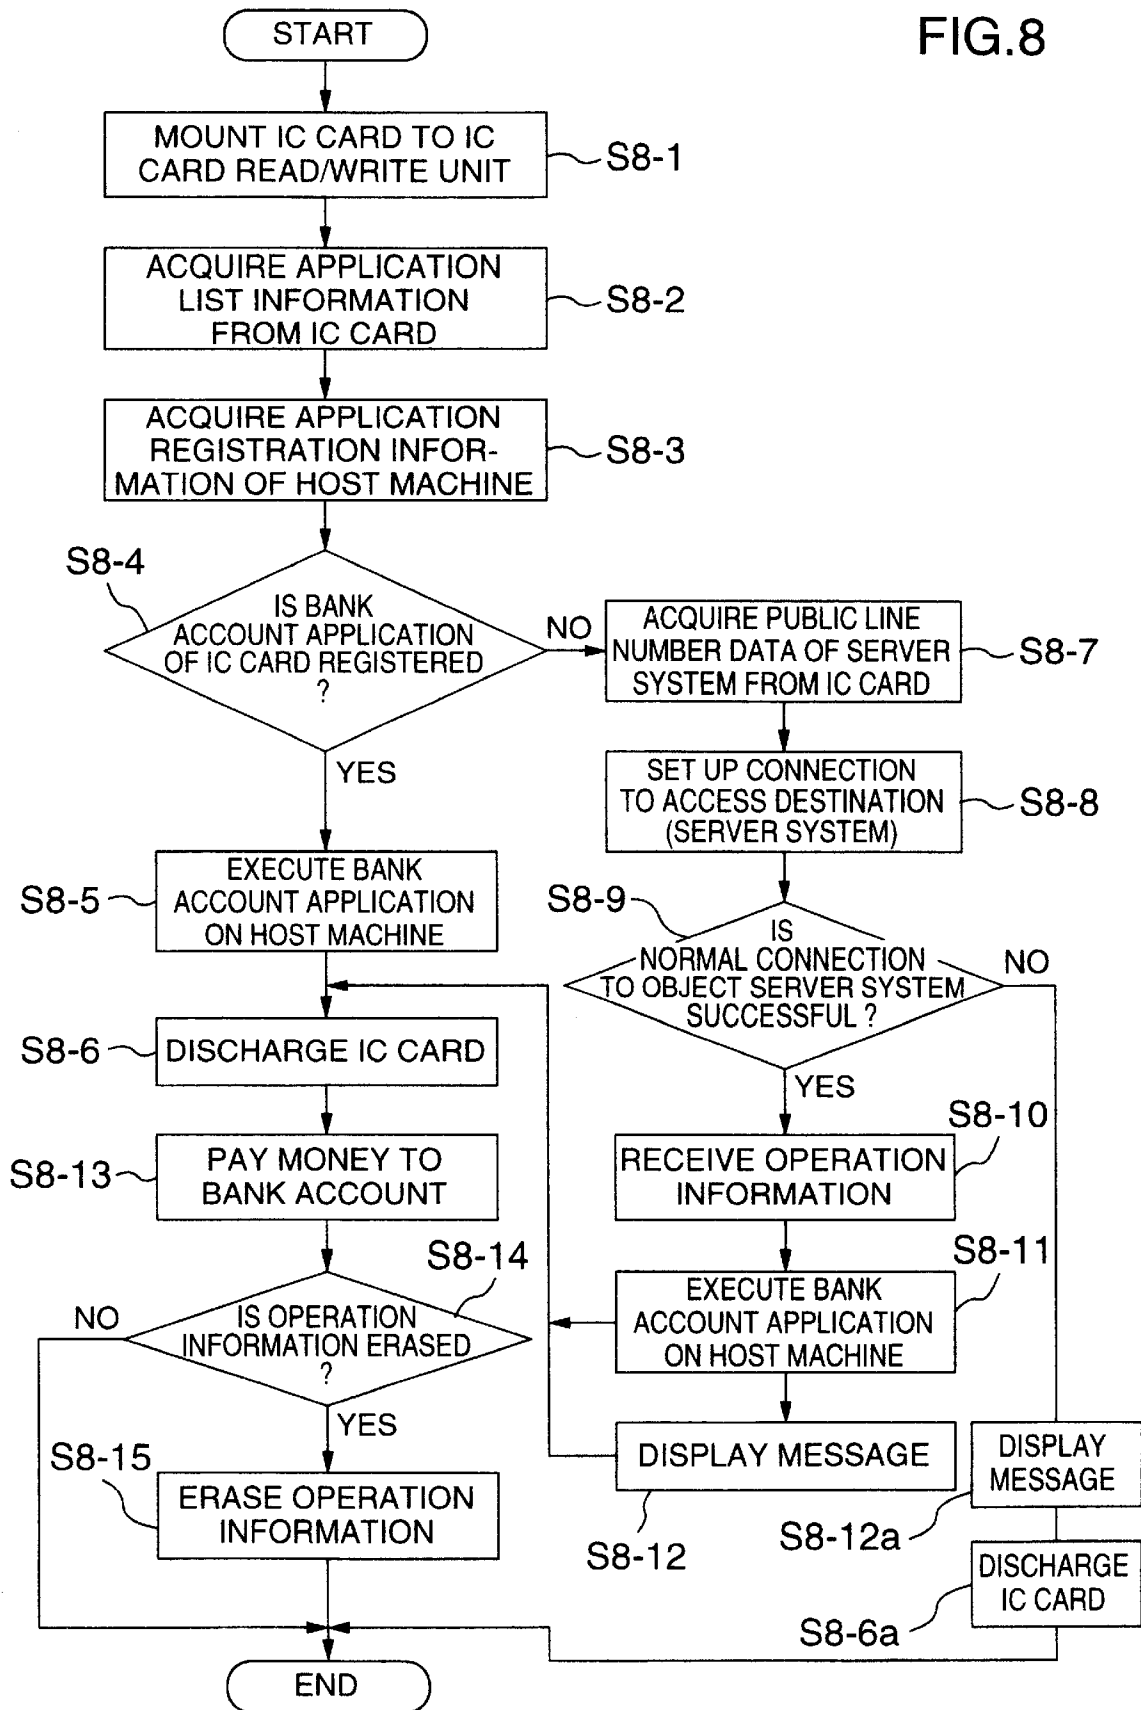 FIG.8
START
MOUNT IC CARD TO IC
CARD READ/WRITE UNIT
S8-1
ACQUIRE APPLICATION
LIST INFORMATION
FROM IC CARD
S8-2
ACQUIRE APPLICATION
REGISTRATION INFOR-
MATION OF HOST MACHINE
S8-3
S8-4
IS BANK
ACCOUNT APPLICATION
OF IC CARD REGISTERED
?
NO
YES
ACQUIRE PUBLIC LINE
NUMBER DATA OF SERVER
SYSTEM FROM IC CARD
S8-7
SET UP CONNECTION
TO ACCESS DESTINATION
(SERVER SYSTEM)
S8-8
S8-5
EXECUTE BANK
ACCOUNT APPLICATION
ON HOST MACHINE
S8-9
IS
NORMAL CONNECTION
TO OBJECT SERVER SYSTEM
SUCCESSFUL ?
NO
YES
S8-6
DISCHARGE IC CARD
S8-10
RECEIVE OPERATION
INFORMATION
S8-13
PAY MONEY TO
BANK ACCOUNT
S8-11
EXECUTE BANK
ACCOUNT APPLICATION
ON HOST MACHINE
S8-14
IS OPERATION
INFORMATION ERASED
?
NO
YES
DISPLAY MESSAGE
S8-12
DISPLAY
MESSAGE
S8-12a
S8-15
ERASE OPERATION
INFORMATION
DISCHARGE
IC CARD
S8-6a
END